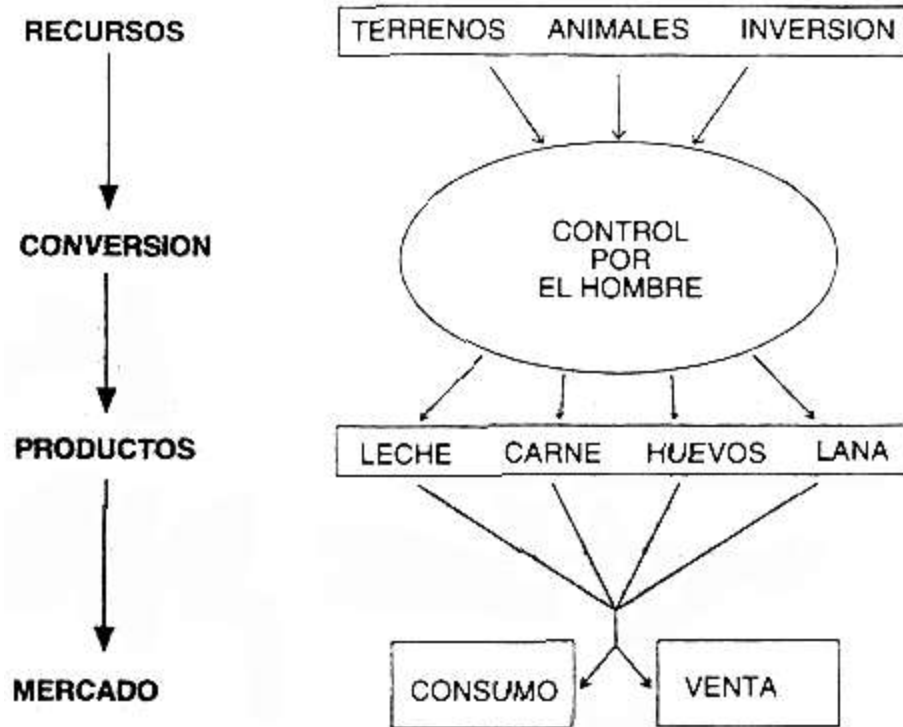 RECURSOS
TERRENOS ANIMALES INVERSION
CONVERSION
CONTROL
POR
EL HOMBRE
PRODUCTOS
LECHE CARNE HUEVOS LANA
MERCADO
CONSUMO
VENTA